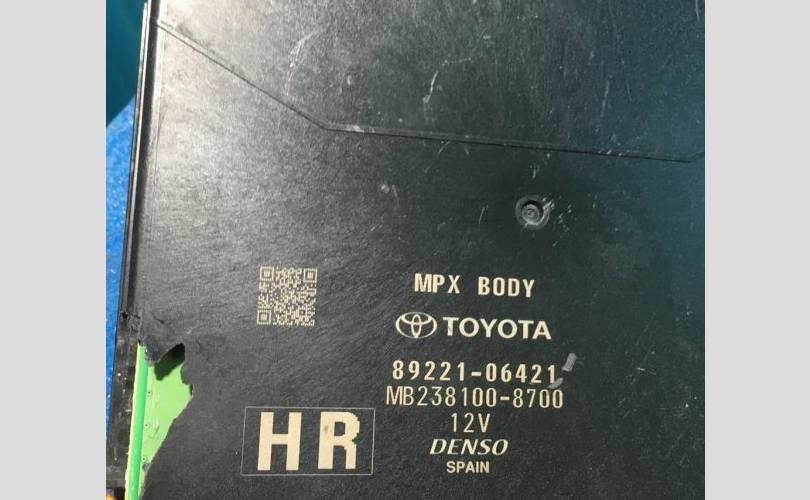 MPX BODY
TOYOTA
89221-06421
MB238100-8700
12V
DENSO
SPAIN
HR